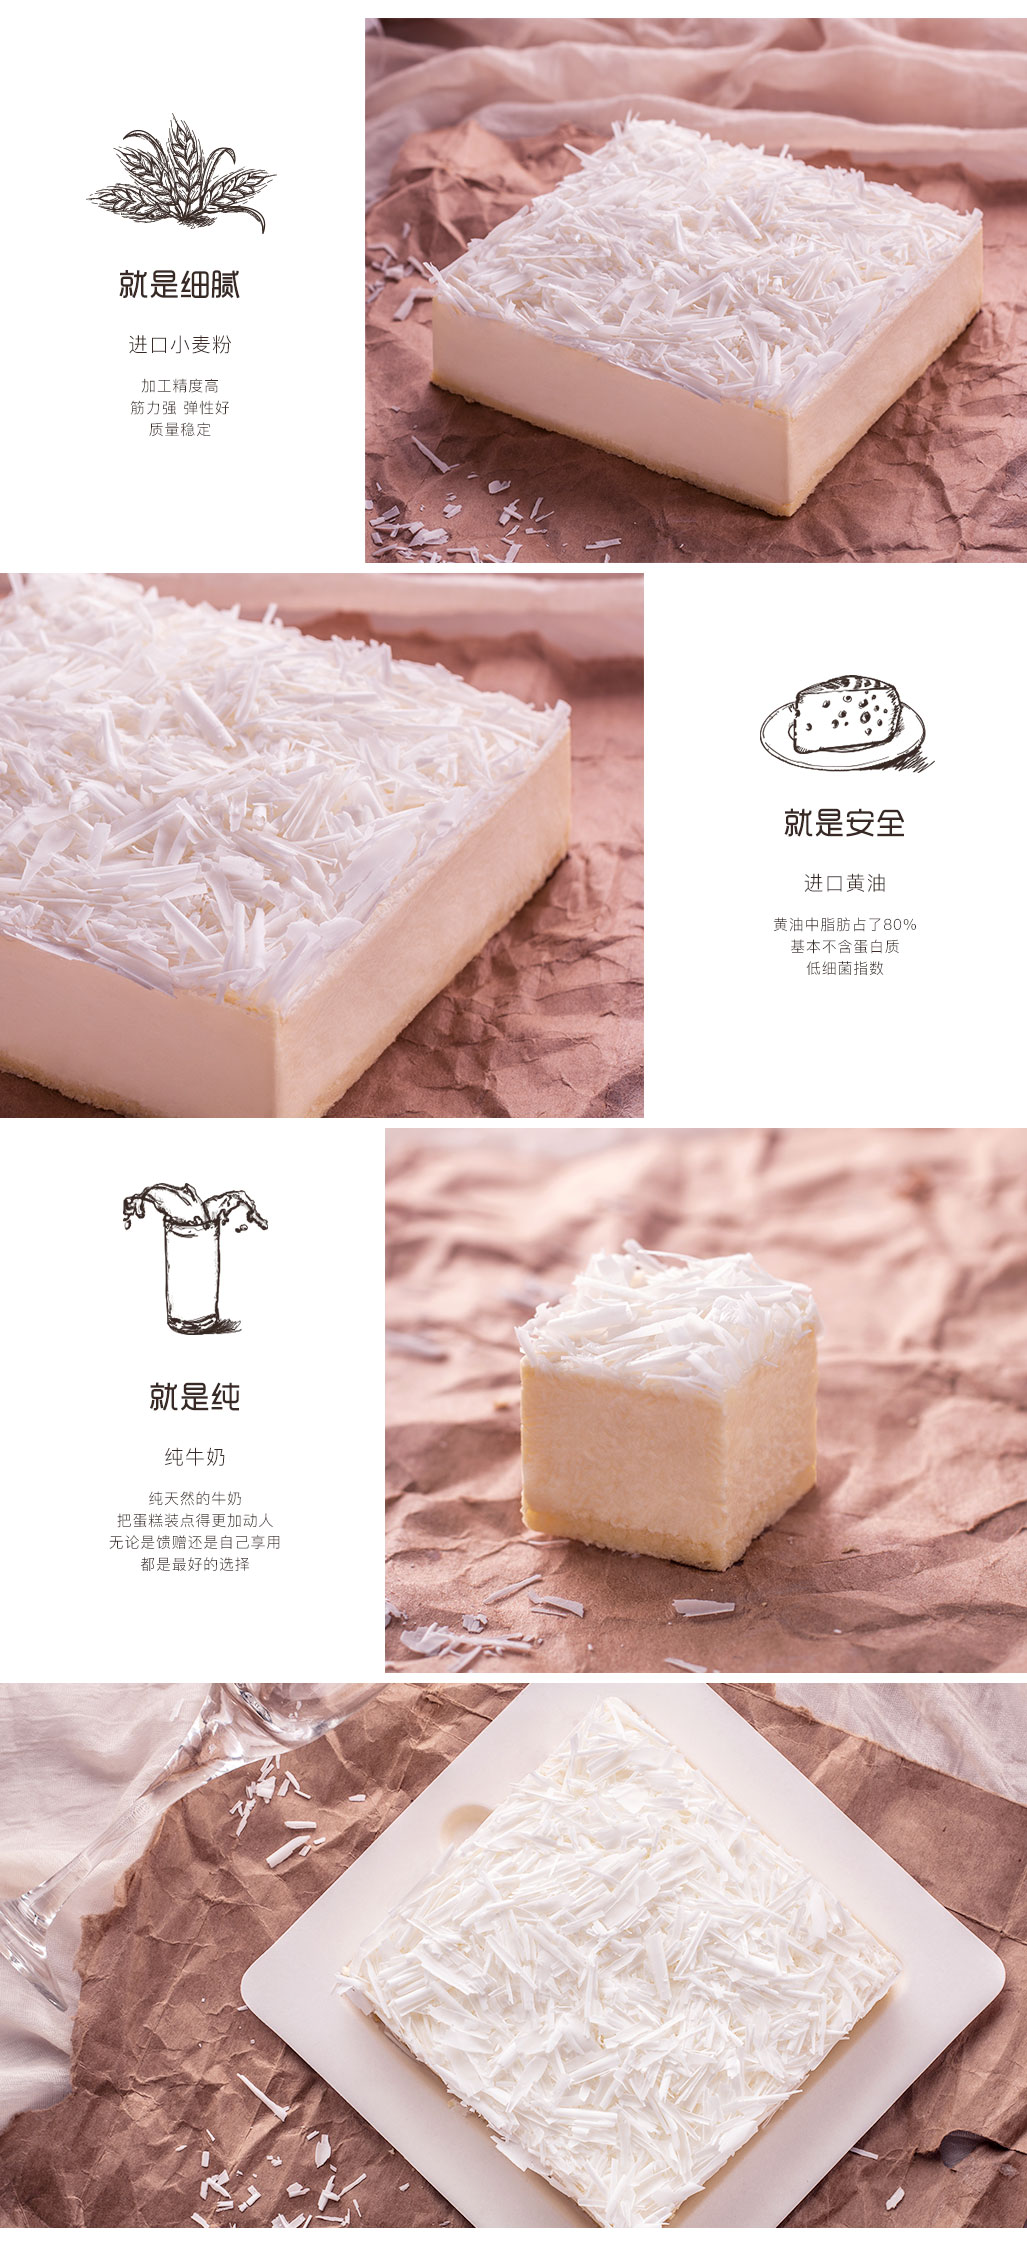 就是细腻
进口小麦粉
加工精度高
筋力强 弹性好
质量稳定
就是安全
进口黄油
黄油中脂肪占了80%
基本不含蛋白质
低细菌指数
就是纯
纯牛奶
纯天然的牛奶
把蛋糕装点得更加动人
无论是馈赠还是自己享用
都是最好的选择